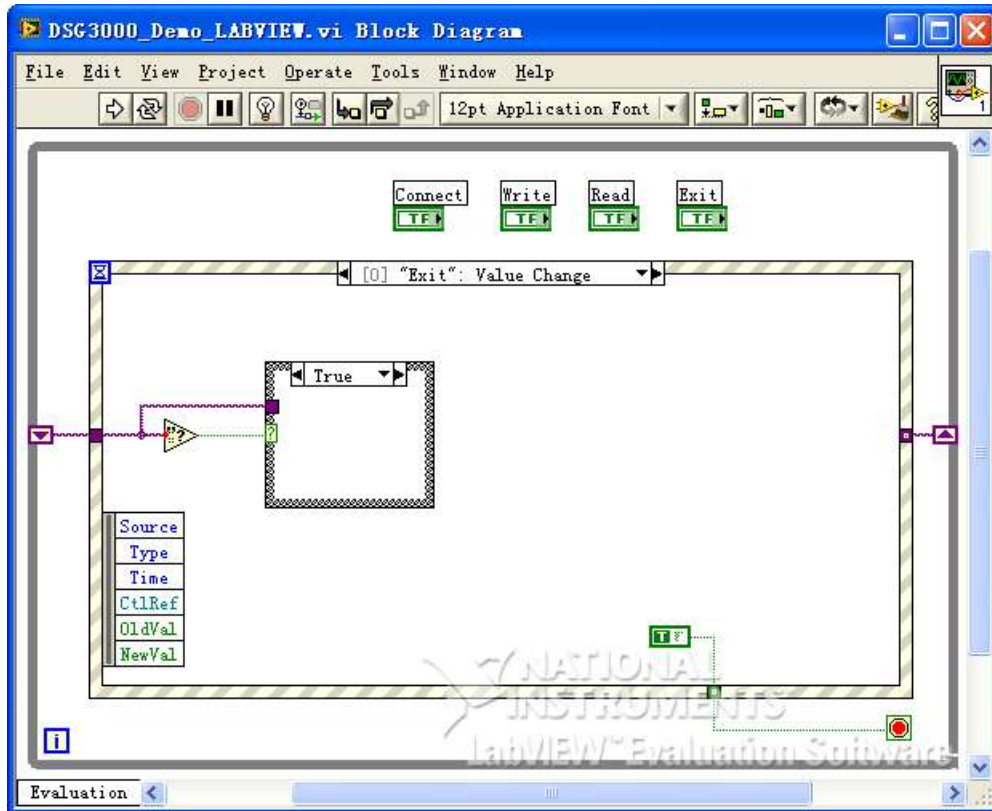 DSG3000_Demo_LABVIEW.vi Block Diagram
File Edit View Project Operate Tools Window Help
12pt Application Font
1
Connect Write Read Exit
TF TF TF TF
[0] "Exit": Value Change
True
?
?
Source
Type
Time
CtlRef
OldVal
NewVal
T F
NATIONAL
INSTRUMENTS
i
LabVIEW™ Evaluation Software
Evaluation